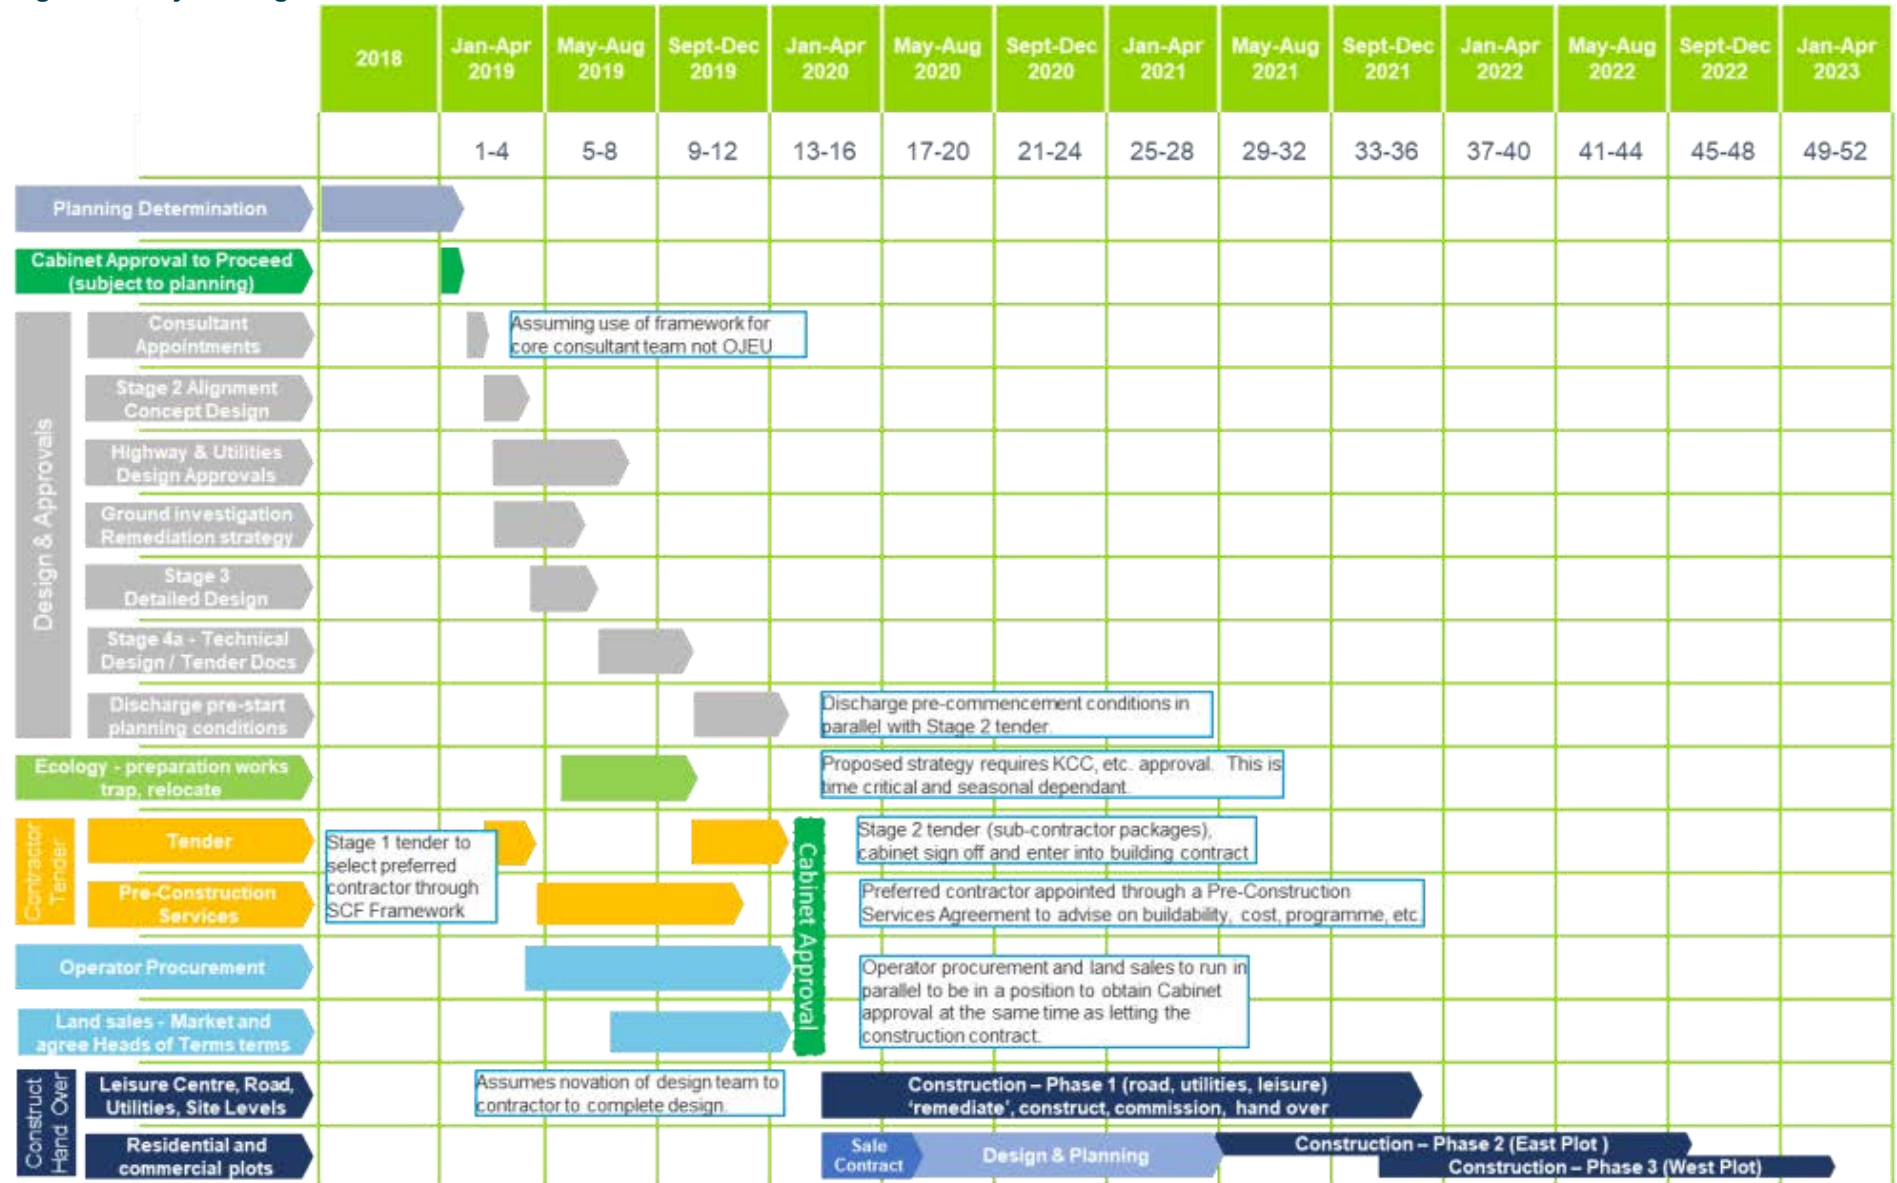 2018
Jan-Apr
2019
May-Aug
2019
Sept-Dec
2019
Jan-Apr
2020
May-Aug
2020
Sept-Dec
2020
Jan-Apr
2021
May-Aug
2021
Sept-Dec
2021
Jan-Apr
2022
May-Aug
2022
Sept-Dec
2022
Jan-Apr
2023
1-4
5-8
9-12
13-16
17-20
21-24
25-28
29-32
33-36
37-40
41-44
45-48
49-52
Planning Determination
Cabinet Approval to Proceed
(subject to planning)
Design & Approvals
Consultant
Appointments
Assuming use of framework for
core consultant team not OJEU
Stage 2 Alignment
Concept Design
Highway & Utilities
Design Approvals
Ground investigation
Remediation strategy
Stage 3
Detailed Design
Stage 4a - Technical
Design / Tender Docs
Discharge pre-start
planning conditions
Discharge pre-commencement conditions in
parallel with Stage 2 tender.
Ecology - preparation works
trap, relocate
Proposed strategy requires KCC, etc. approval. This is
time critical and seasonal dependant.
Contractor
Tender
Tender
Stage 1 tender to
select preferred
contractor through
SCF Framework
Cabinet Approval
Stage 2 tender (sub-contractor packages),
cabinet sign off and enter into building contract
Pre-Construction
Services
Preferred contractor appointed through a Pre-Construction
Services Agreement to advise on buildability, cost, programme, etc.
Operator Procurement
Operator procurement and land sales to run in
parallel to be in a position to obtain Cabinet
approval at the same time as letting the
construction contract.
Land sales - Market and
agree Heads of Terms terms
Construct
Hand Over
Leisure Centre, Road,
Utilities, Site Levels
Assumes novation of design team to
contractor to complete design.
Construction – Phase 1 (road, utilities, leisure)
'remediate', construct, commission, hand over
Residential and
commercial plots
Sale
Contract
Design & Planning
Construction – Phase 2 (East Plot )
Construction – Phase 3 (West Plot)